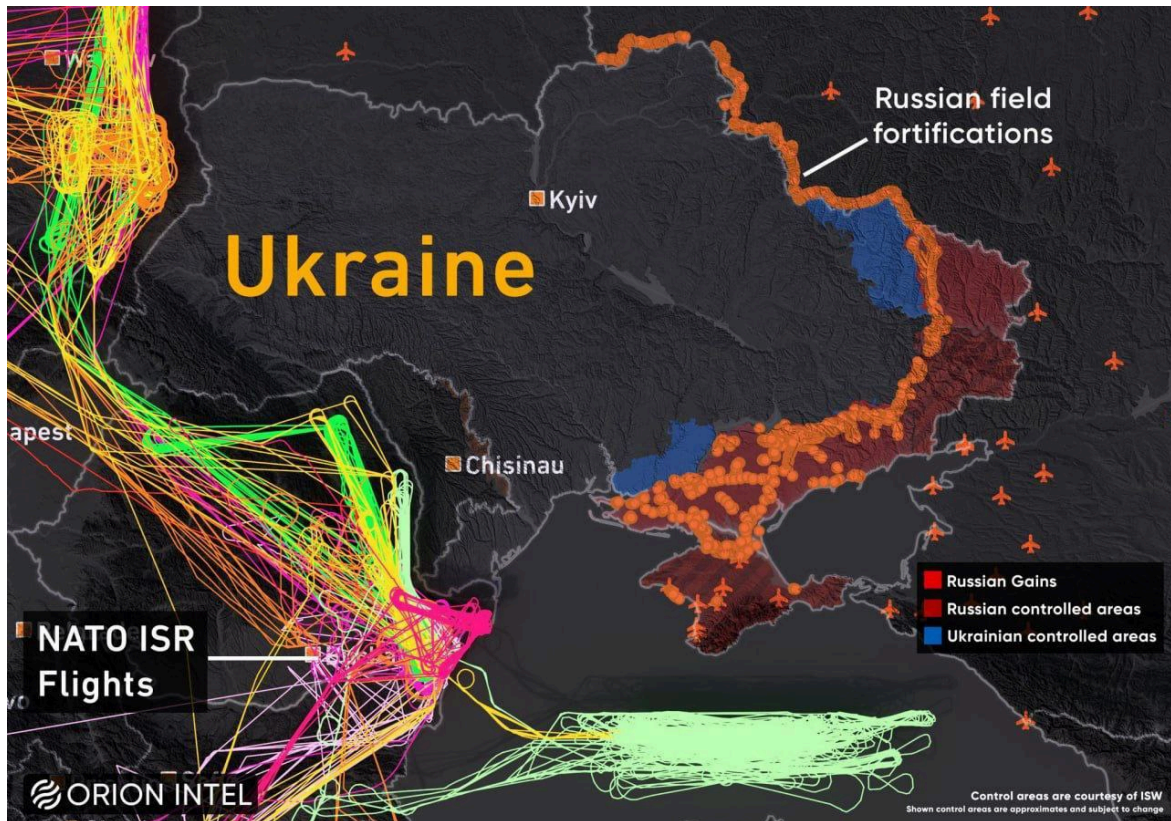 Russian field
fortifications
Kyiv
Ukraine
apest
Chisinau
Russian Gains
Russian controlled areas
Ukrainian controlled areas
NATO ISR
Flights
vo
ORION INTEL
Control areas are courtesy of ISW
Shown control areas are approximates and subject to change